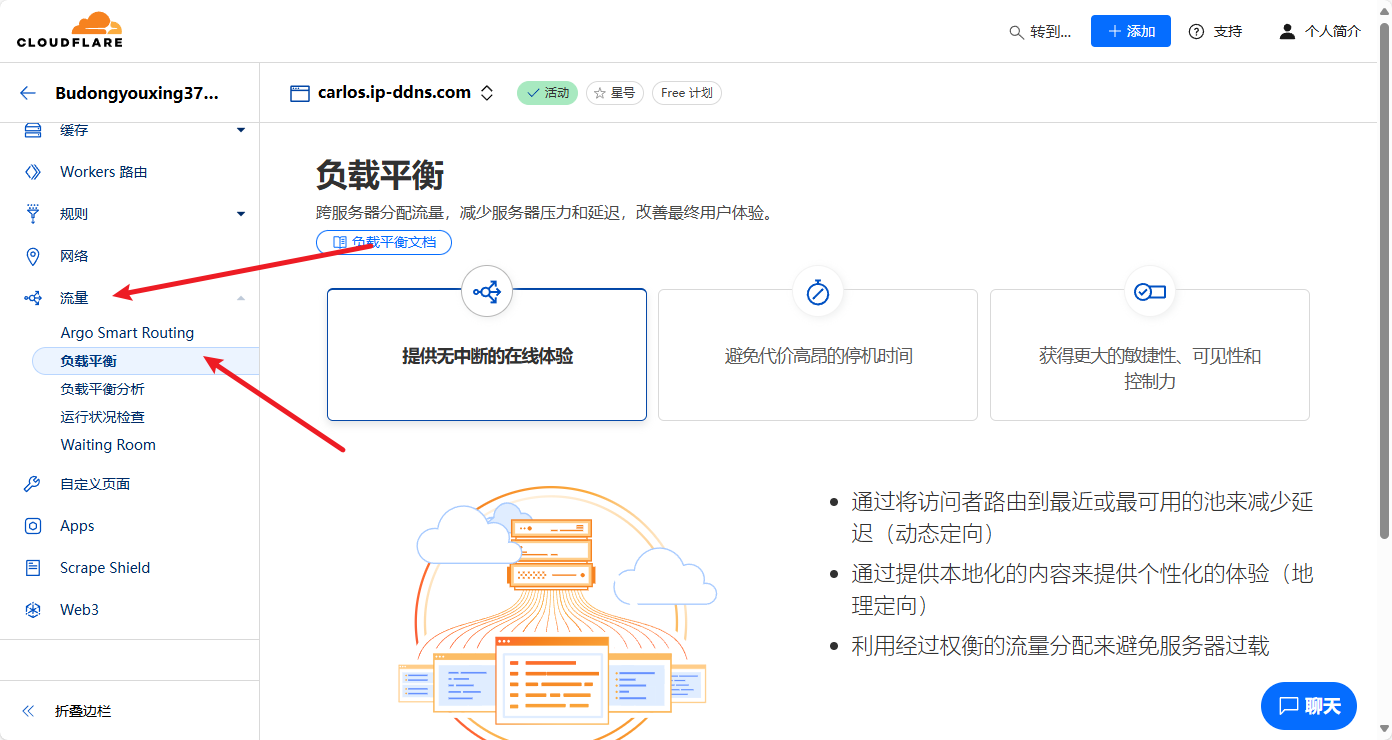 CLOUDFLARE
转到...
添加
支持
个人简介
Budongyouxing37...
carlos.ip-ddns.com
活动
星号
Free 计划
缓存
Workers 路由
规则
网络
流量
Argo Smart Routing
负载平衡
负载平衡分析
运行状况检查
Waiting Room
自定义页面
Apps
Scrape Shield
Web3
折叠边栏
负载平衡
跨服务器分配流量，减少服务器压力和延迟，改善最终用户体验。
负载平衡文档
提供无中断的在线体验
避免代价高昂的停机时间
获得更大的敏捷性、可见性和
控制力
通过将访问者路由到最近或最可用的池来减少延
迟（动态定向）
通过提供本地化的内容来提供个性化的体验（地
理定向）
利用经过权衡的流量分配来避免服务器过载
聊天